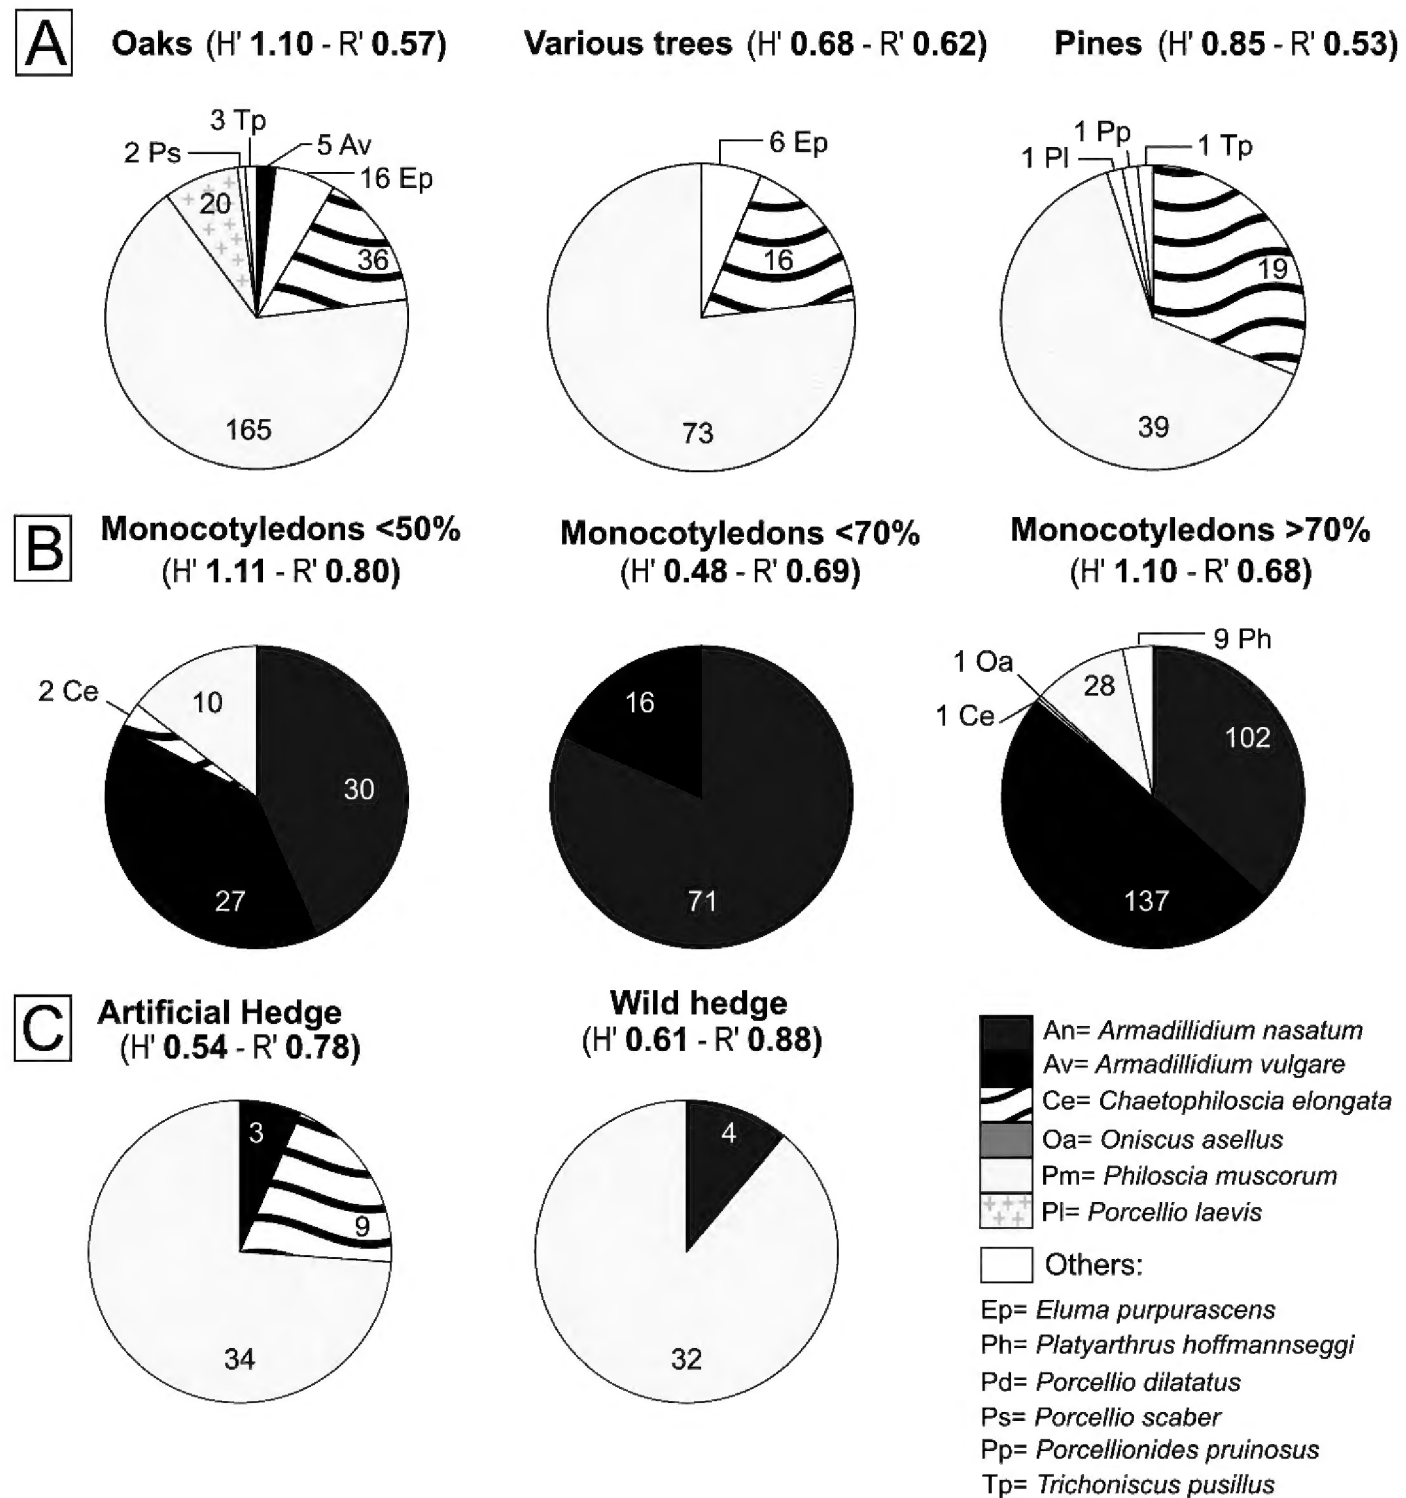 A
Oaks (H' 1.10 - R' 0.57)
Various trees (H' 0.68 - R' 0.62)
Pines (H' 0.85 - R' 0.53)
3 Tp
2 Ps
5 Av
16 Ep
20
36
165
6 Ep
16
73
1 Pp
1 Pl
1 Tp
19
39
B
Monocotyledons <50%
(H' 1.11 - R' 0.80)
Monocotyledons <70%
(H' 0.48 - R' 0.69)
Monocotyledons >70%
(H' 1.10 - R' 0.68)
2 Ce
10
30
27
16
71
9 Ph
1 Oa
28
1 Ce
102
137
C
Artificial Hedge
(H' 0.54 - R' 0.78)
Wild hedge
(H' 0.61 - R' 0.88)
3
9
34
4
32
An= Armadillidium nasatum
Av= Armadillidium vulgare
Ce= Chaetophiloscia elongata
Oa= Oniscus asellus
Pm= Philoscia muscorum
Pl= Porcellio laevis
Others:
Ep= Eluma purpurascens
Ph= Platyarthrus hoffmannseggi
Pd= Porcellio dilatatus
Ps= Porcellio scaber
Pp= Porcellionides pruinosus
Tp= Trichoniscus pusillus